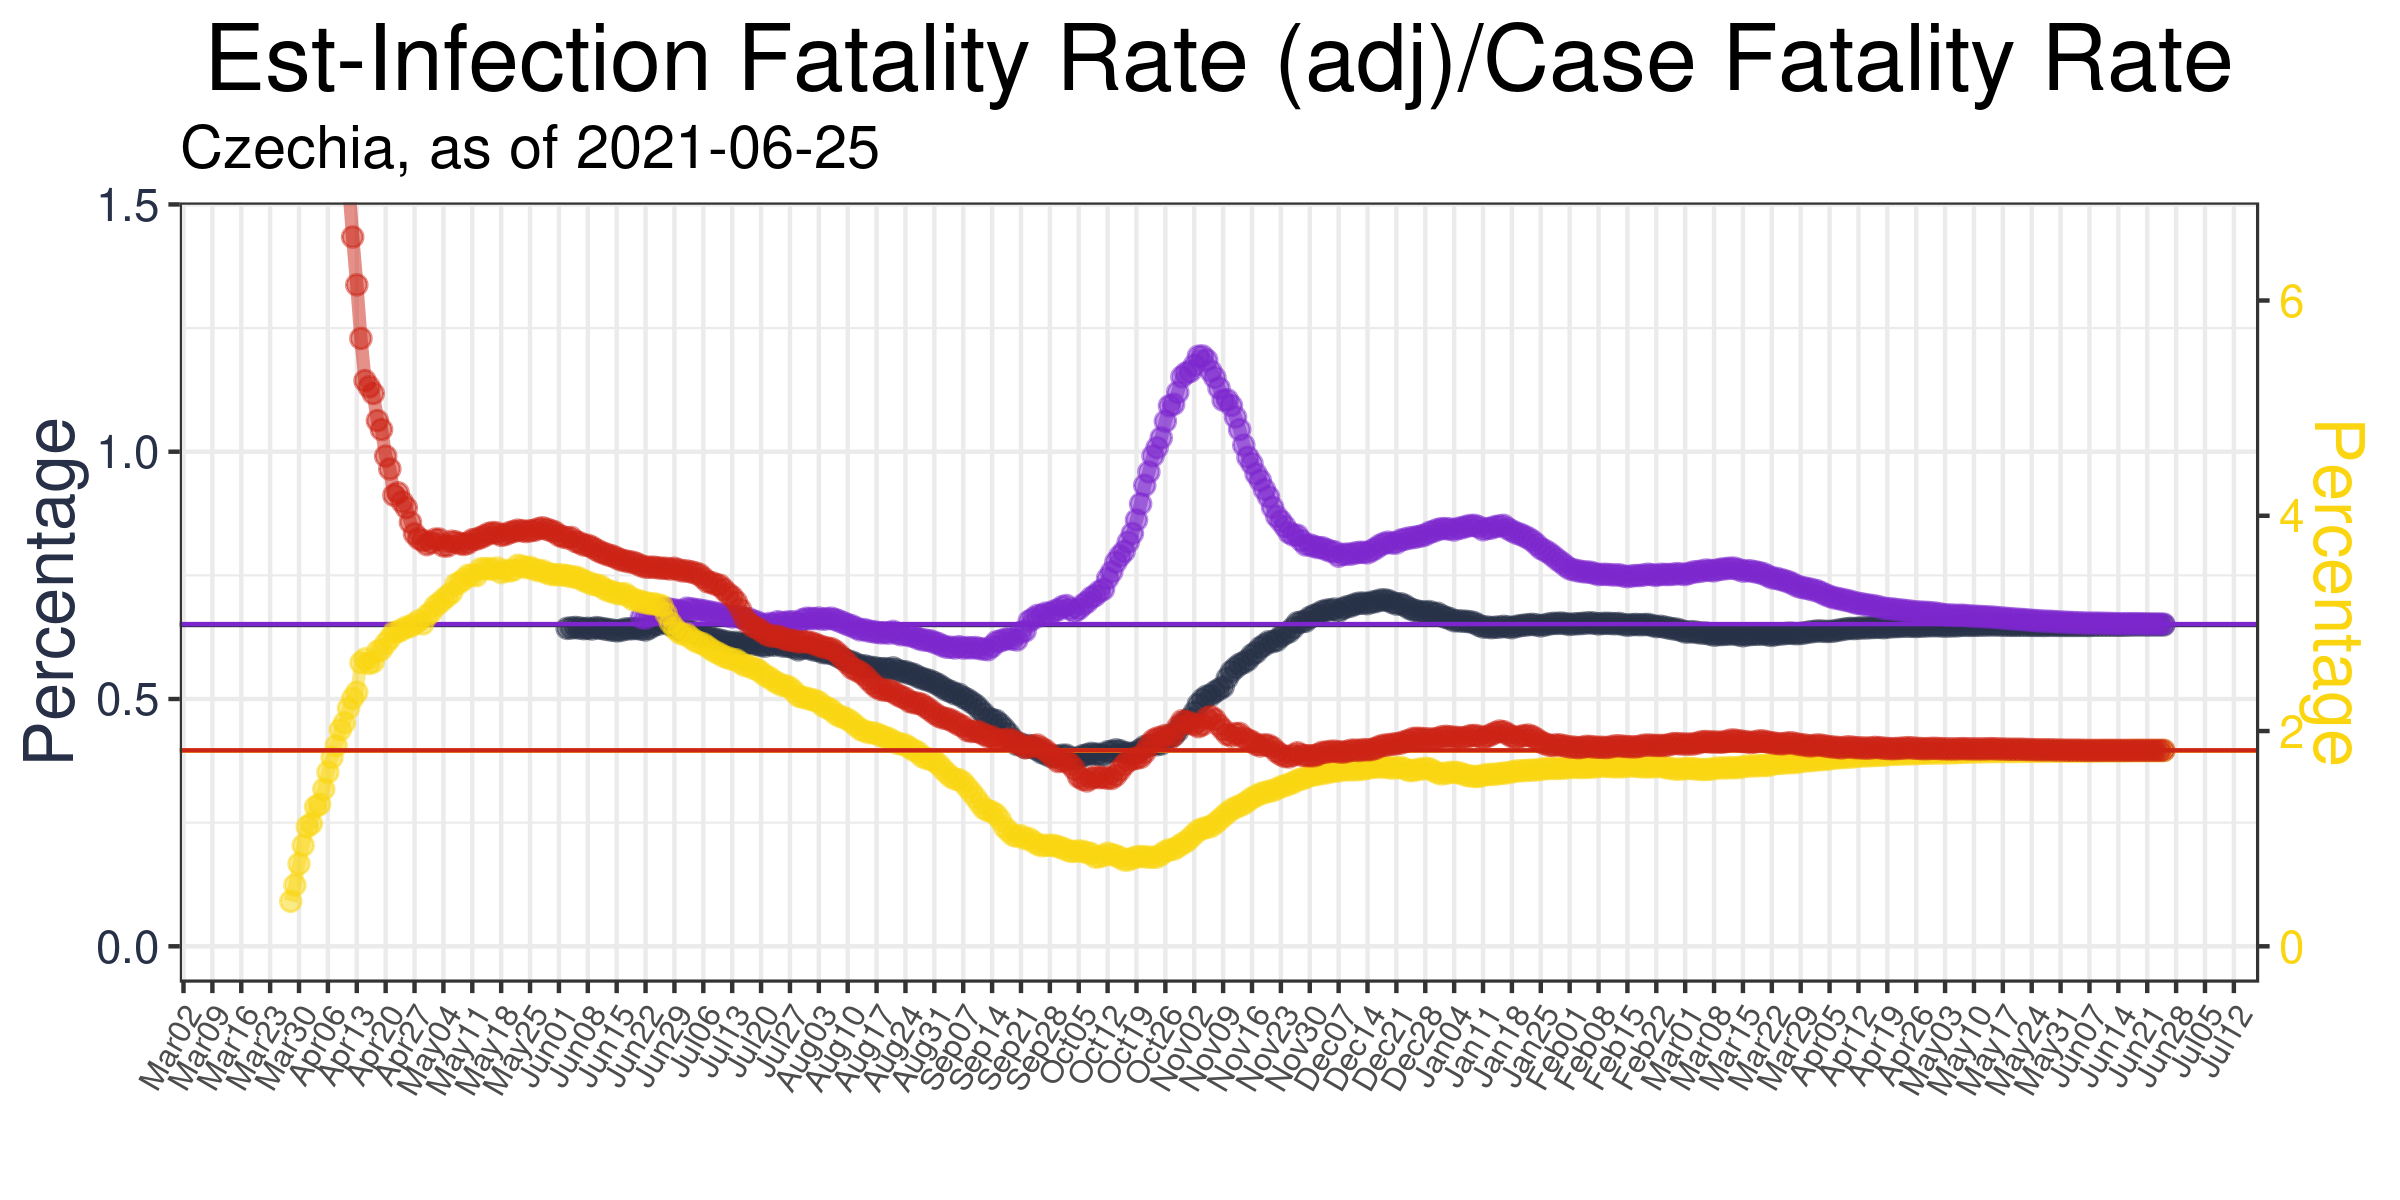 Est-Infection Fatality Rate (adj)/Case Fatality Rate
Czechia, as of 2021-06-25
Percentage
1.5
1.0
0.5
0.0
6
4
2
0
Percentage
Mar02
Mar09
Mar16
Mar23
Mar30
Apr06
Apr13
Apr20
Apr27
May04
May11
May18
May25
Jun01
Jun08
Jun15
Jun22
Jun29
Jul06
Jul13
Jul20
Jul27
Aug03
Aug10
Aug17
Aug24
Aug31
Sep07
Sep14
Sep21
Sep28
Oct05
Oct12
Oct19
Oct26
Nov02
Nov09
Nov16
Nov23
Nov30
Dec07
Dec14
Dec21
Dec28
Jan04
Jan11
Jan18
Jan25
Feb01
Feb08
Feb15
Feb22
Mar01
Mar08
Mar15
Mar22
Mar29
Apr05
Apr12
Apr19
Apr26
May03
May10
May17
May24
May31
Jun07
Jun14
Jun21
Jun28
Jul05
Jul12